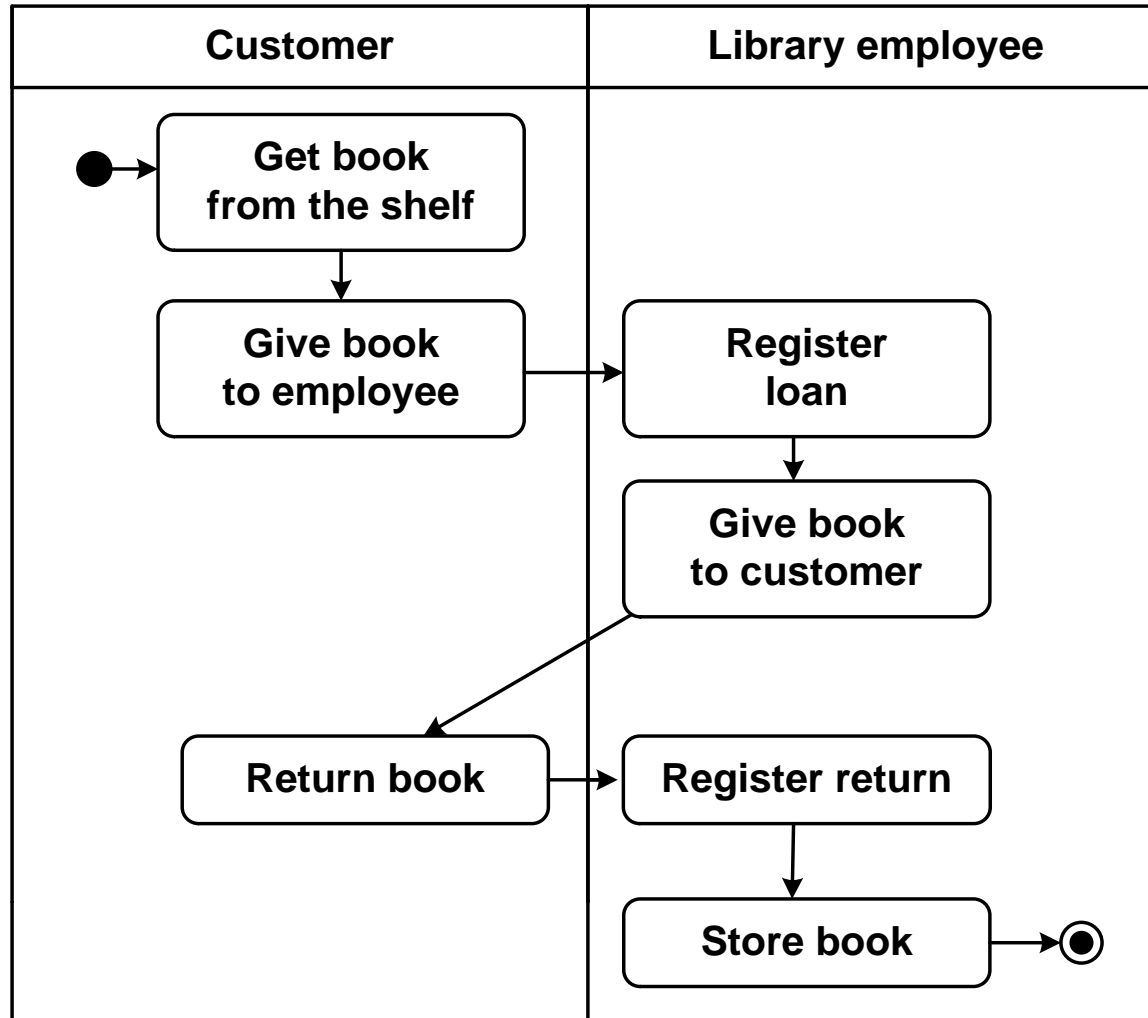 Customer
Library employee
Get book
from the shelf
Give book
to employee
Register
loan
Give book
to customer
Return book
Register return
Store book